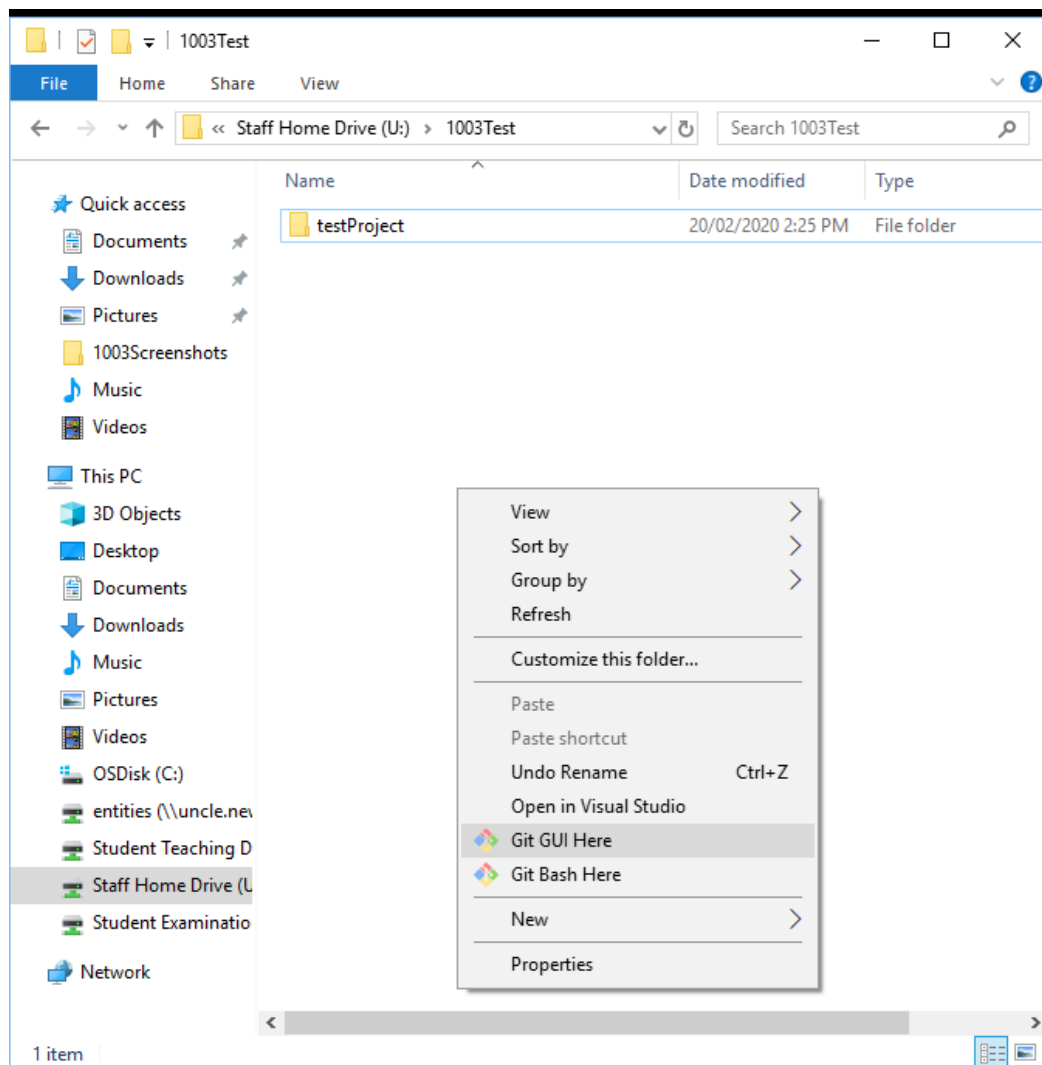 1003Test
File Home Share View
« Staff Home Drive (U:) › 1003Test Search 1003Test
Name Date modified Type
testProject 20/02/2020 2:25 PM File folder
Quick access
Documents
Downloads
Pictures
1003Screenshots
Music
Videos
This PC
3D Objects
Desktop
Documents
Downloads
Music
Pictures
Videos
OSDisk (C:)
entities (\\uncle.new
Student Teaching D
Staff Home Drive (U
Student Examinatio
Network
View
Sort by
Group by
Refresh
Customize this folder...
Paste
Paste shortcut
Undo Rename Ctrl+Z
Open in Visual Studio
Git GUI Here
Git Bash Here
New
Properties
1 item